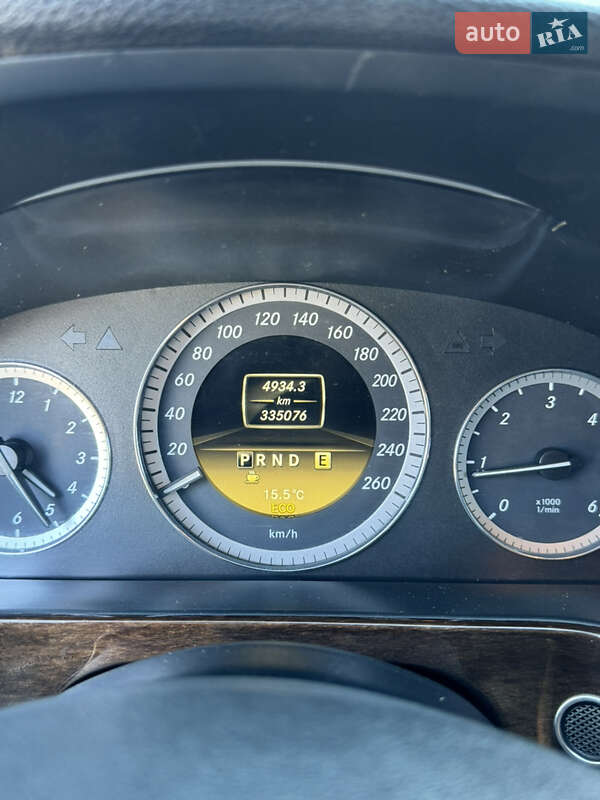 auto RIA.com
0 20 40 60 80 100 120 140 160 180 200 220 240 260
4934.3
km
335076
P R N D E
15.5°C
ECO
km/h
12 1 2 3 4 5 6
0 1 2 3 4 6
x1000
1/min